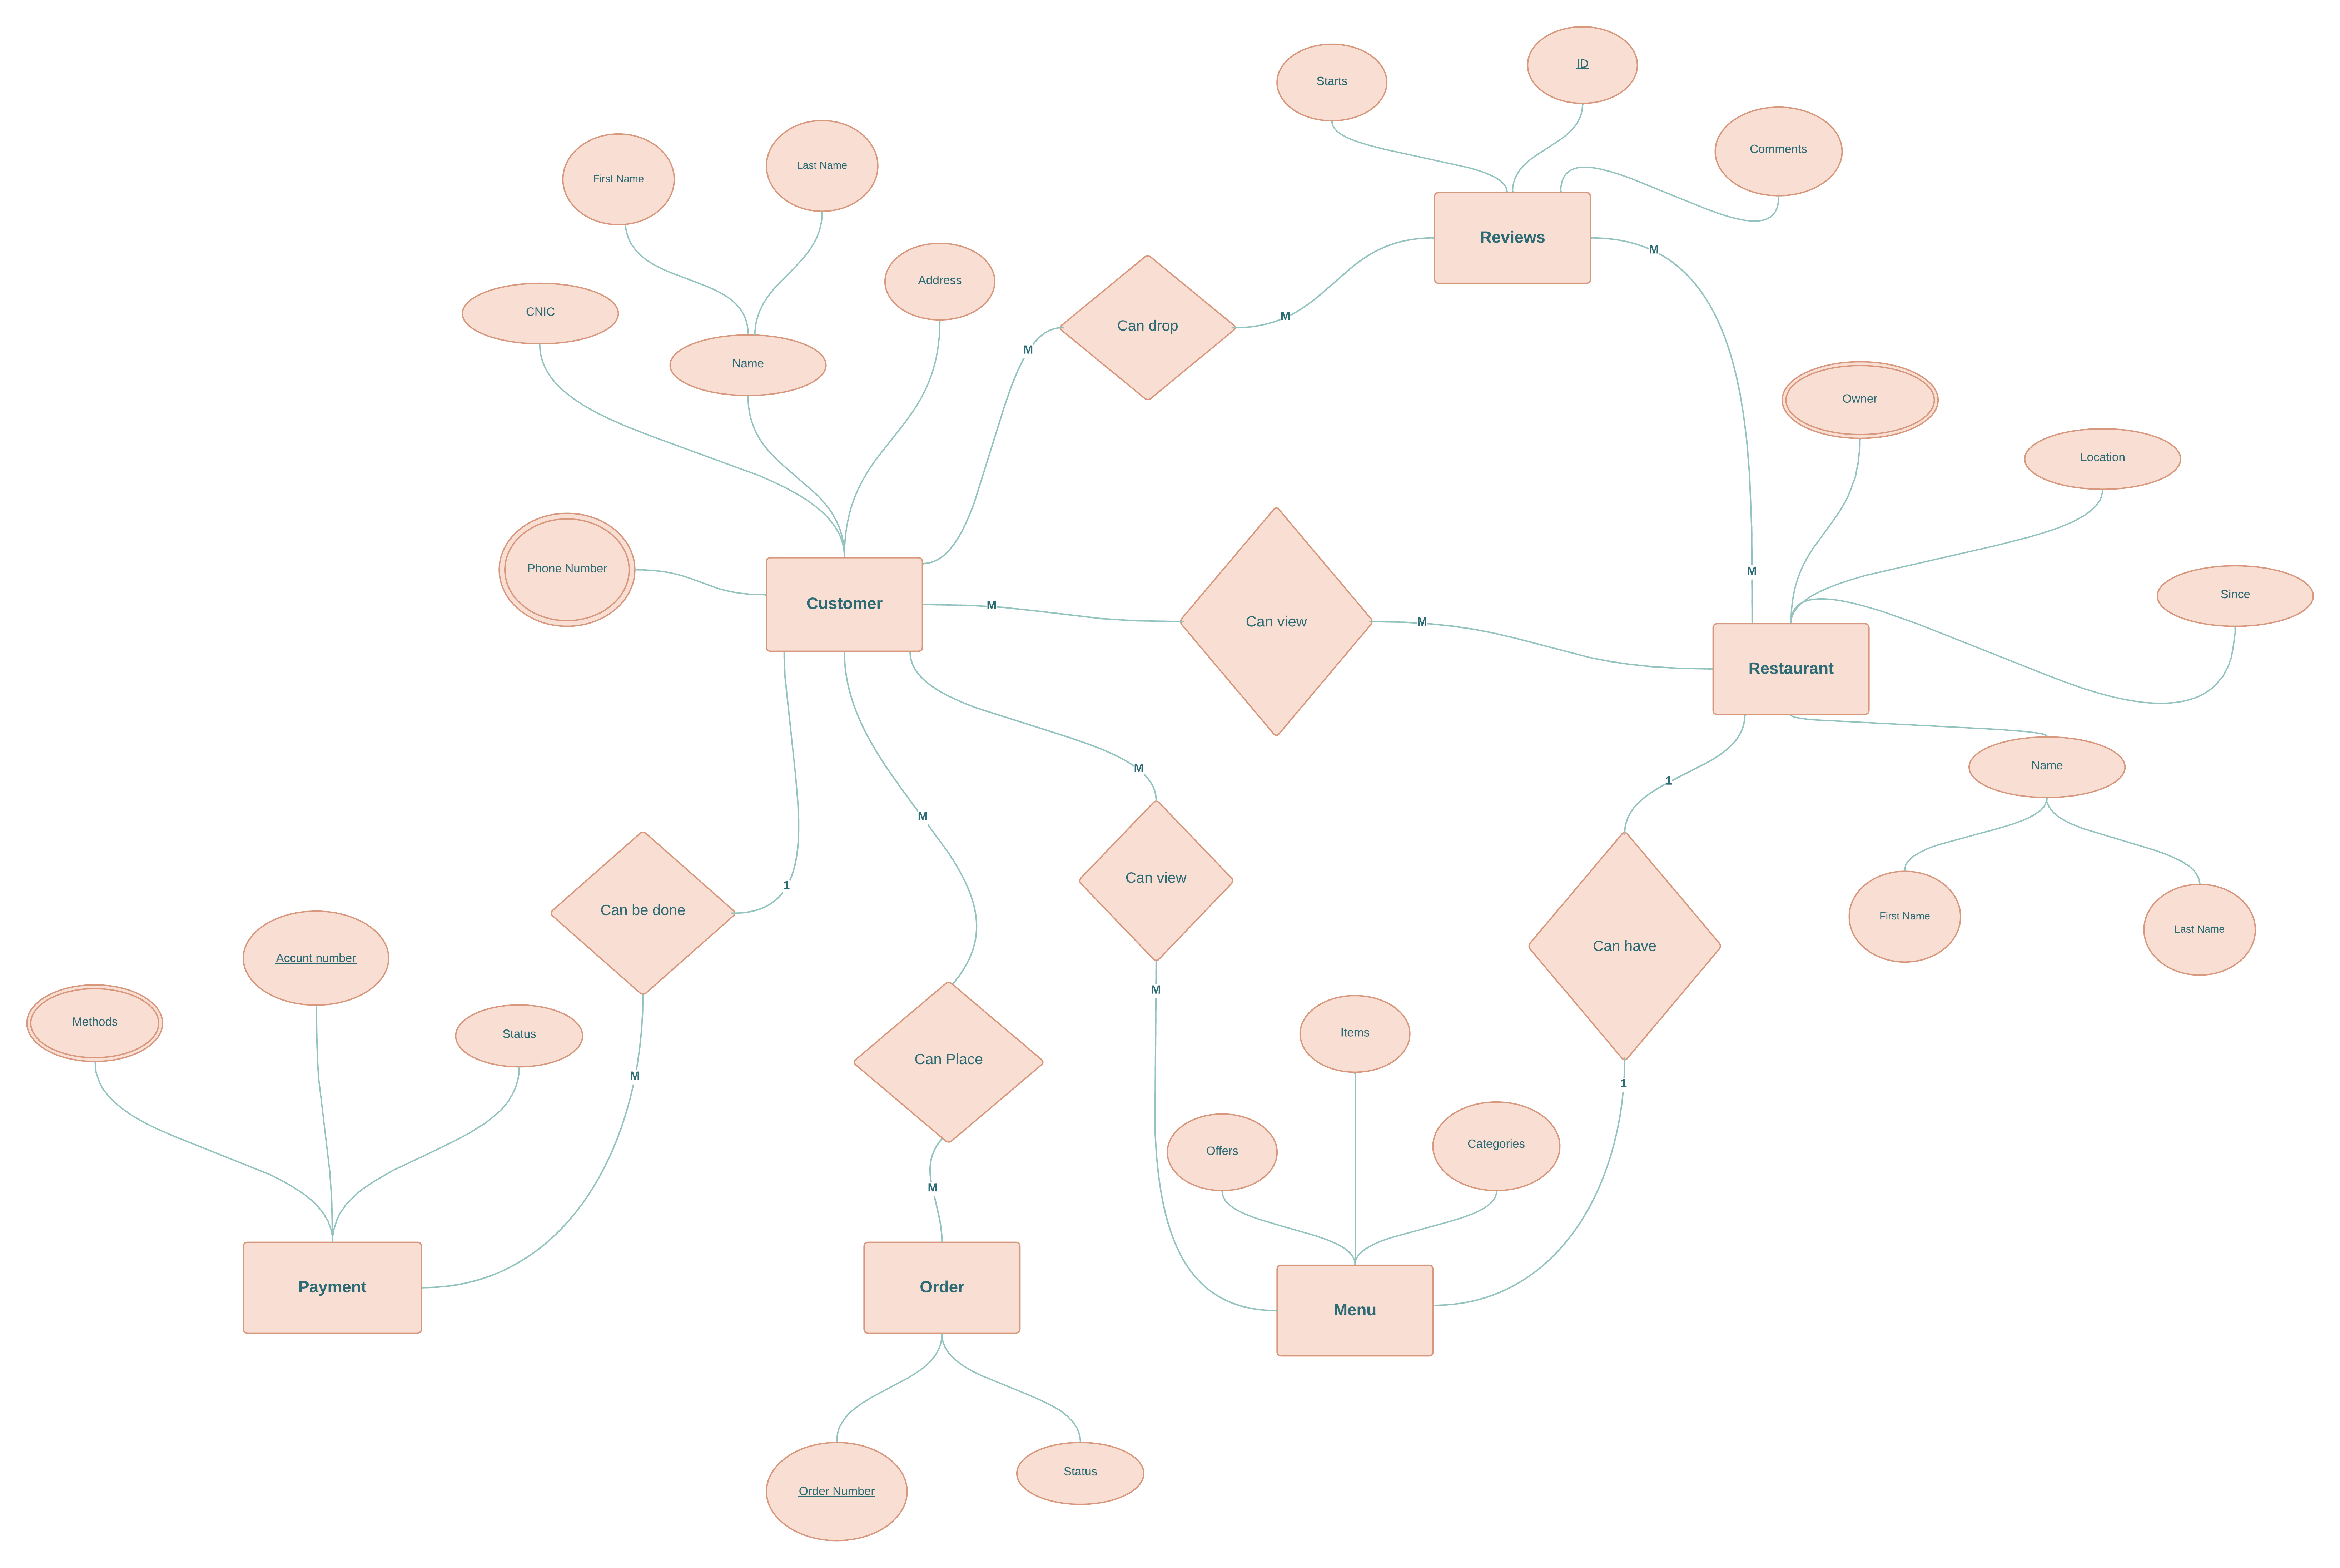 ID
Starts
Comments
Last Name
First Name
Reviews
M
Address
CNIC
M
Can drop
M
Name
Owner
Location
Phone Number
M
Since
Customer
M
Can view
M
Restaurant
Name
M
1
M
Can view
1
Can be done
First Name
Last Name
Can have
Accunt number
M
Methods
Status
Items
Can Place
M
1
Offers
Categories
M
Payment
Order
Menu
Status
Order Number